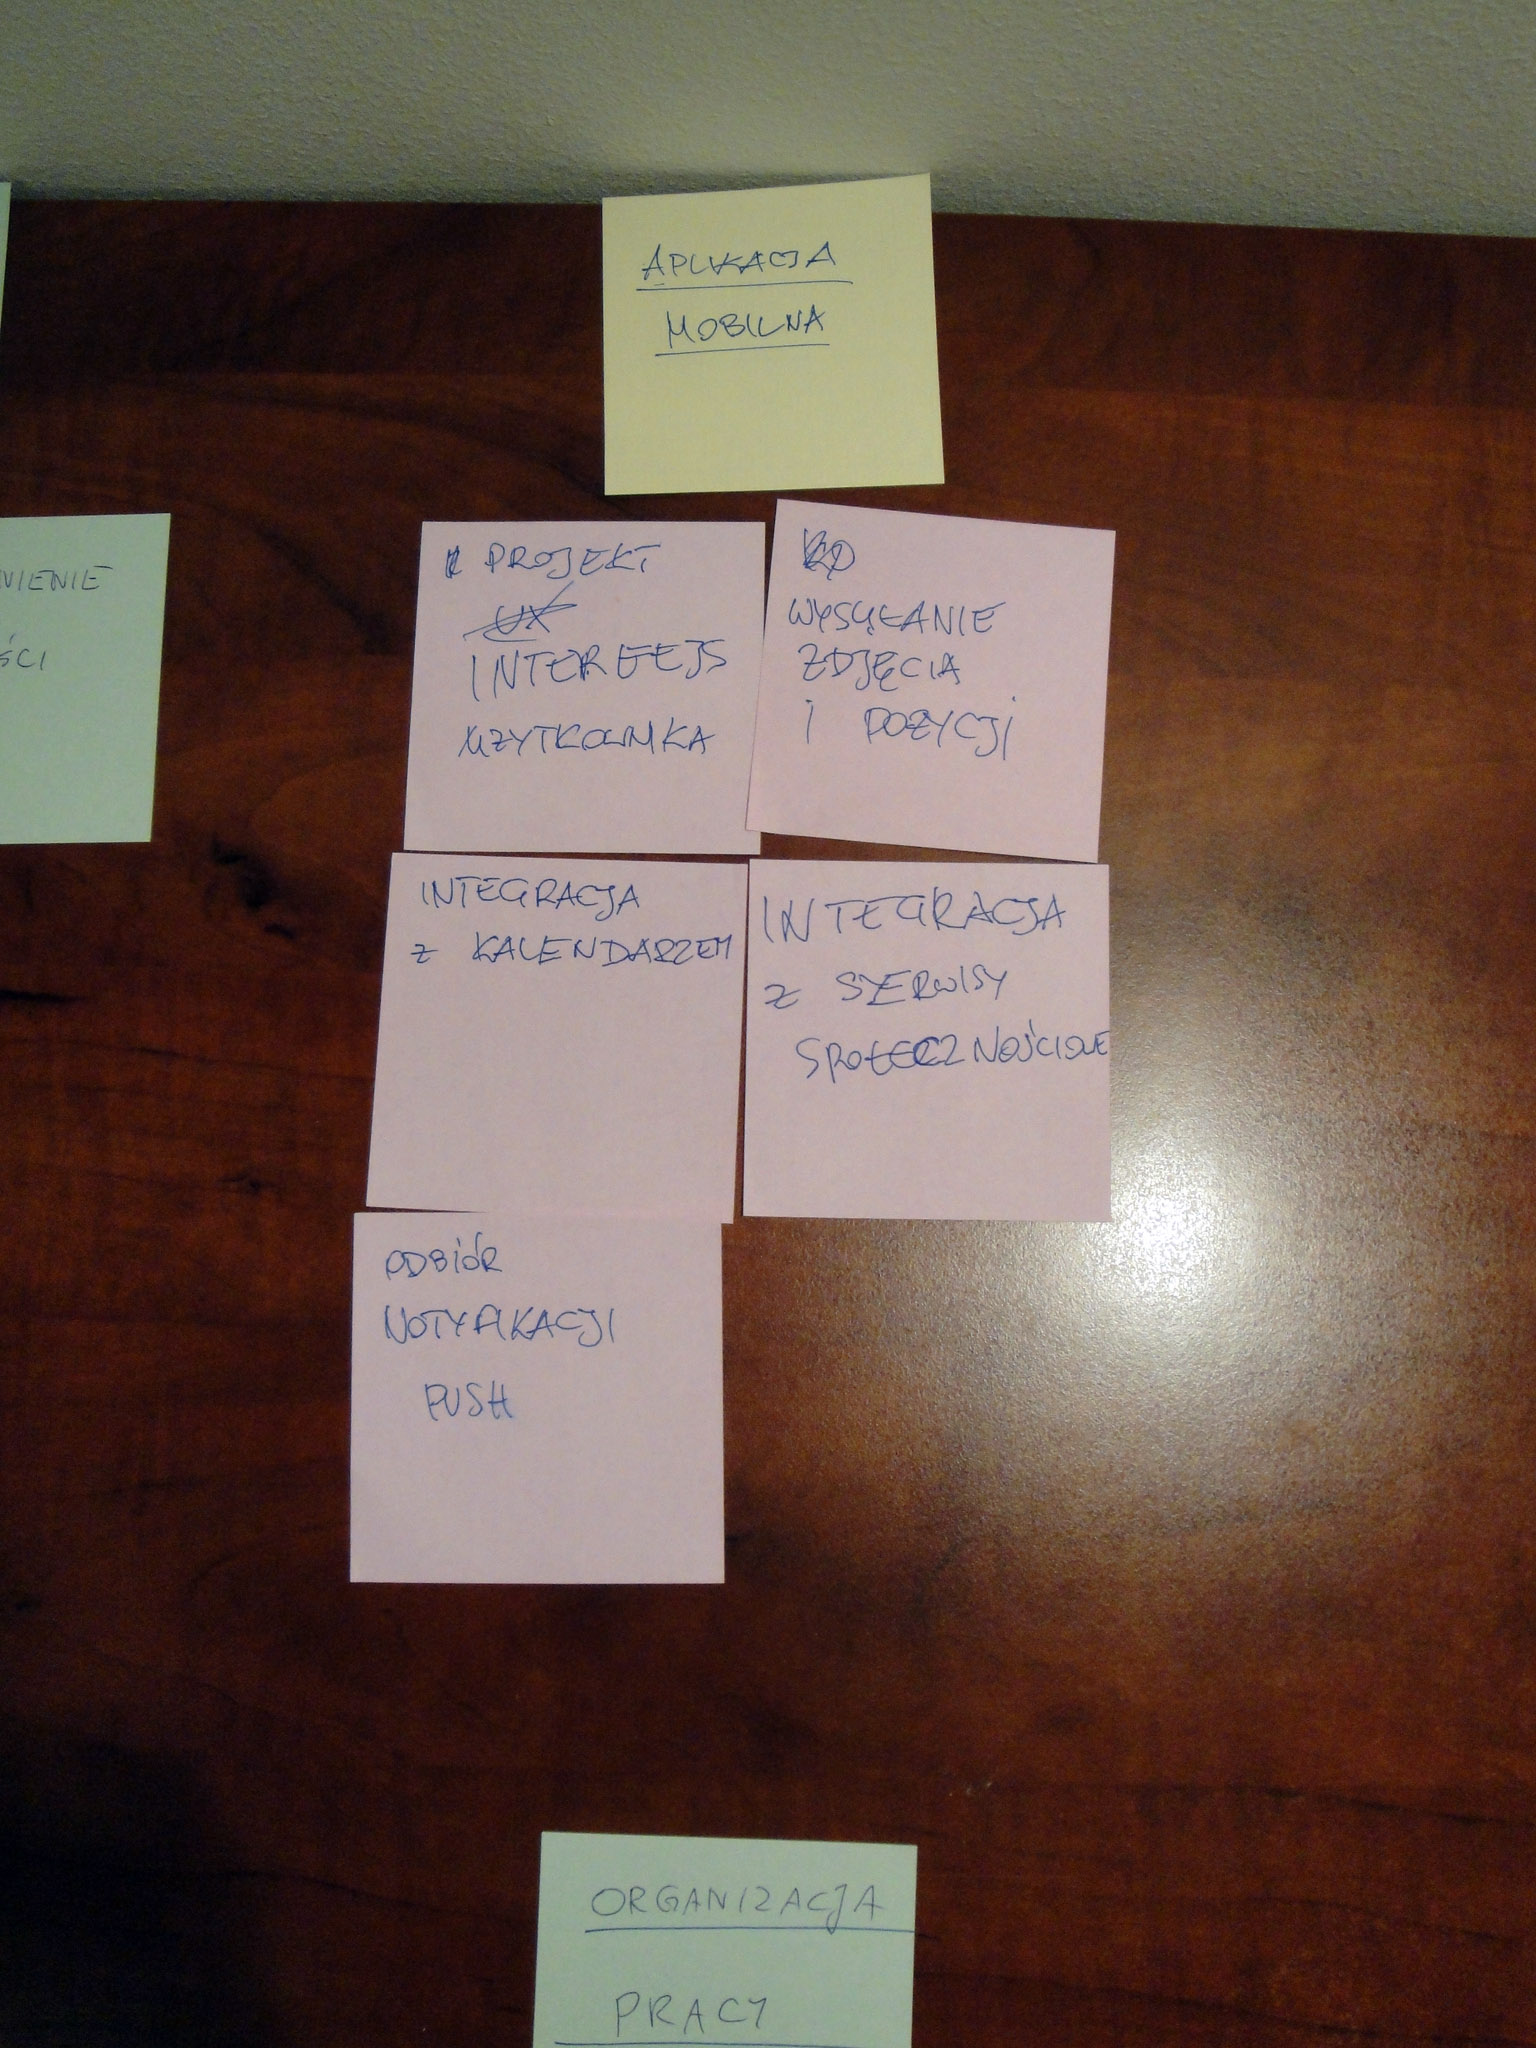 APLIKACJA
MOBILNA
NIENIE
ŚCI
PROJEKT
UX
INTERFEJS
UŻYTKOWNIKA
WYSYŁANIE
ZDJĘCIA
I POZYCJI
INTEGRACJA
Z KALENDARZEM
INTEGRACJA
Z SERWISY
SPOŁECZNOŚCIOWE
ODBIÓR
NOTYFIKACJI
PUSH
ORGANIZACJA
PRACY